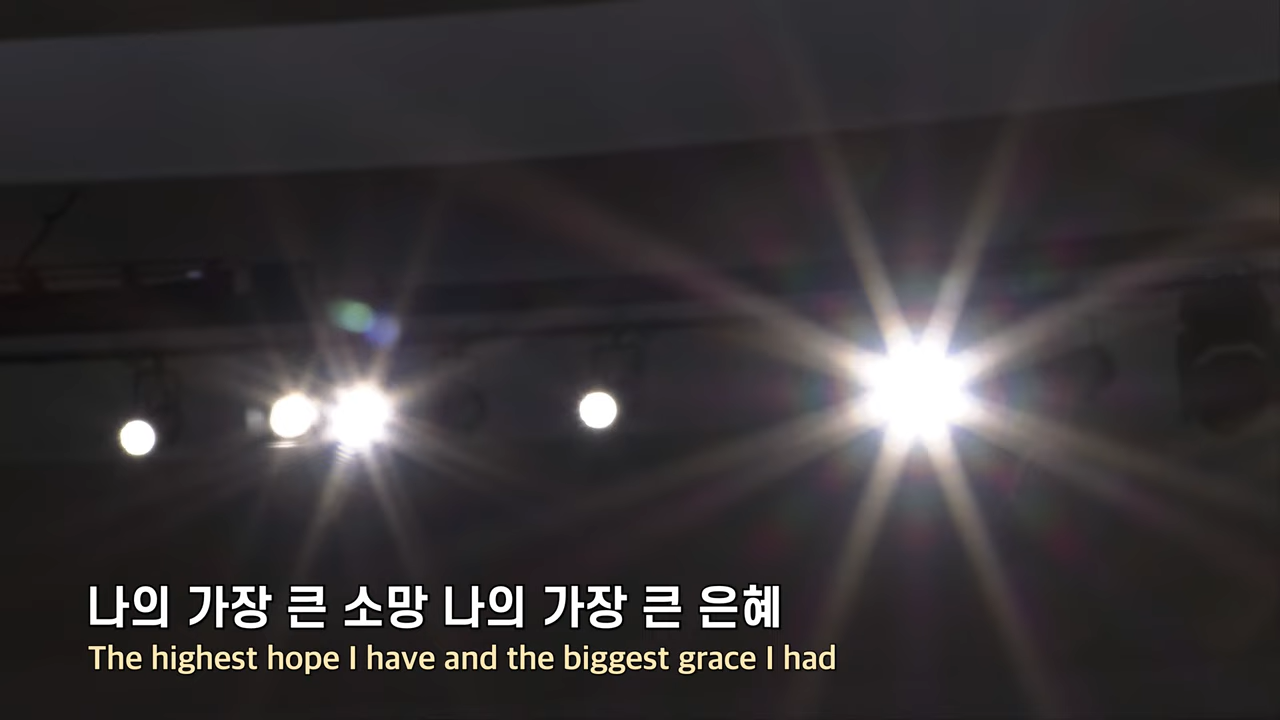 나의 가장 큰 소망 나의 가장 큰 은혜
The highest hope I have and the biggest grace I had